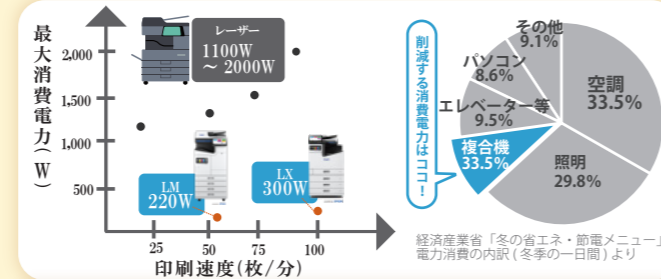 最大消費電力(W)
2,000
1,500
1,000
500
レーザー
1100W
～2000W
LM
220W
LX
300W
25
50
75
100
印刷速度(枚/分)
削減する消費電力はココ！
その他
9.1%
パソコン
8.6%
エレベーター等
9.5%
複合機
33.5%
空調
33.5%
照明
29.8%
経済産業省「冬の省エネ・節電メニュー」
電力消費の内訳(冬季の一日間)より